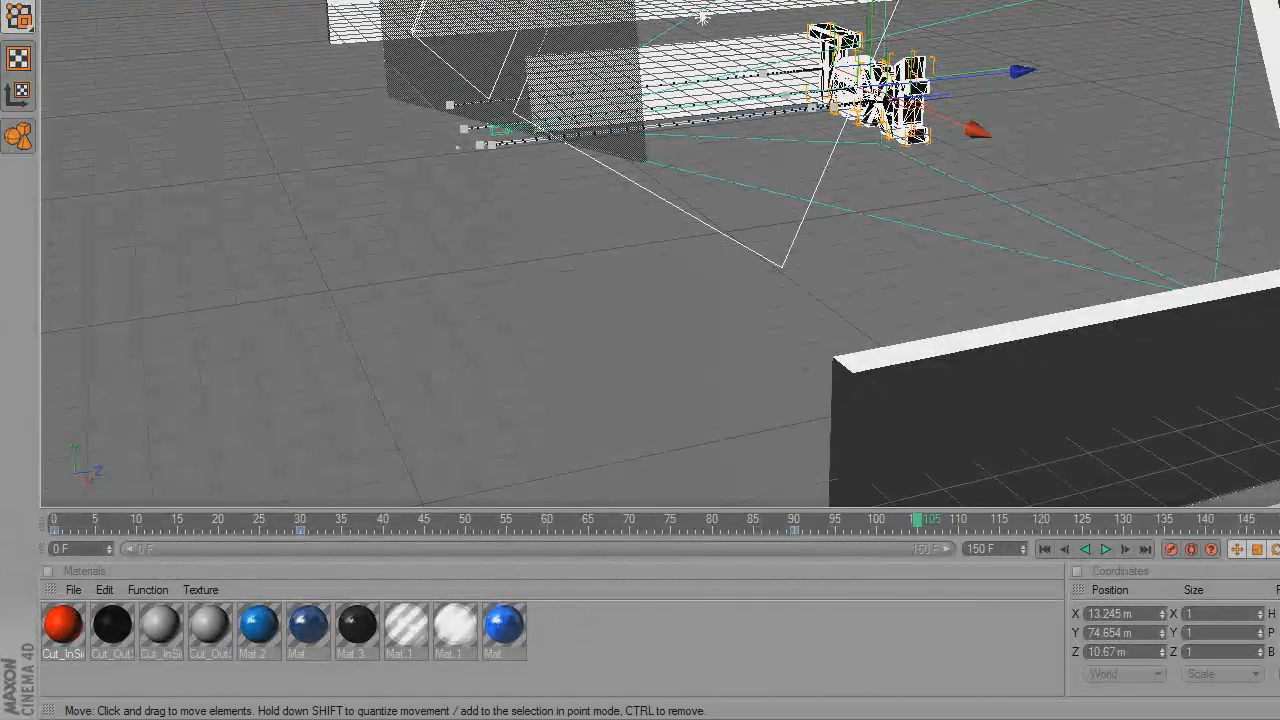 Z
0 5 10 15 20 25 30 35 40 45 50 55 60 65 70 75 80 85 90 95 100 105 110 115 120 125 130 135 140 145
0 F 0 F 150 F 150 F
Materials Coordinates
File Edit Function Texture Position Size
X 13.245 m X 1 H
Y 74.654 m Y 1 P
Z 10.67 m Z 1 B
Cut_InSi Cut_Out Cut_InSi Cut_Out Mat.2 Mat Mat.3 Mat.1 Mat.1 Mat
World Scale
MAXON
CINEMA 4D
Move: Click and drag to move elements. Hold down SHIFT to quantize movement / add to the selection in point mode, CTRL to remove.